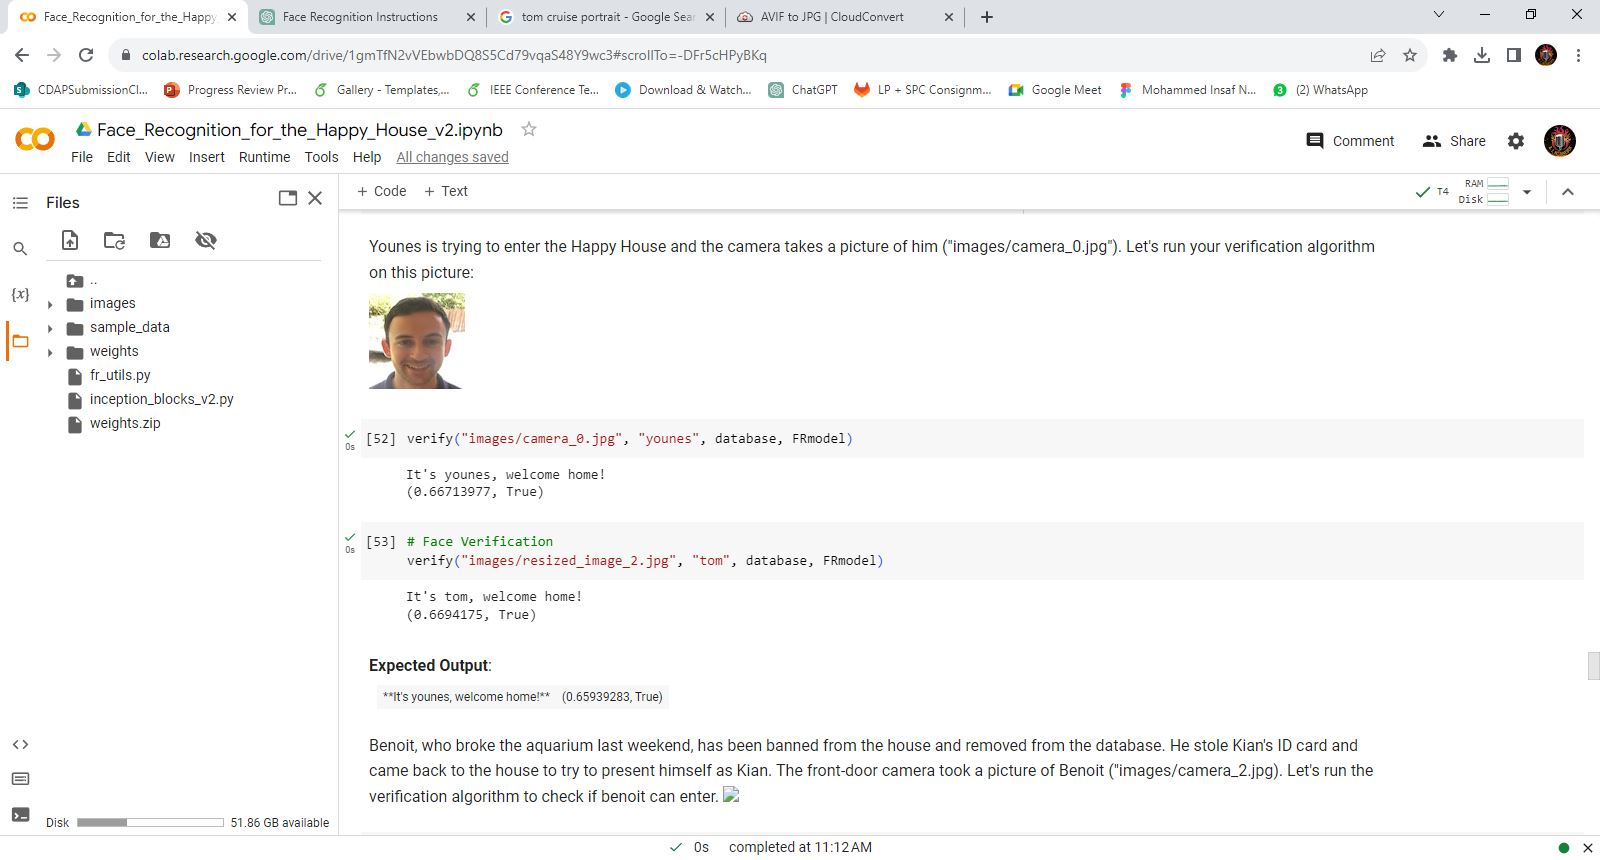 Face_Recognition_for_the_Happy
Face Recognition Instructions
tom cruise portrait - Google Sear
AVIF to JPG | CloudConvert
colab.research.google.com/drive/1gmTfN2vVEbwbDQ8S5Cd79vqaS48Y9wc3#scrollTo=-DFr5cHPyBKq
CDAPSubmissionCl...
Progress Review Pr...
Gallery - Templates,...
IEEE Conference Te...
Download & Watch...
ChatGPT
LP + SPC Consignm...
Google Meet
Mohammed Insaf N...
(2) WhatsApp
Face_Recognition_for_the_Happy_House_v2.ipynb
Comment
Share
File Edit View Insert Runtime Tools Help All changes saved
Files
+ Code + Text
T4
RAM
Disk
..
images
sample_data
weights
fr_utils.py
inception_blocks_v2.py
weights.zip
{x}
Younes is trying to enter the Happy House and the camera takes a picture of him ("images/camera_0.jpg"). Let's run your verification algorithm
on this picture:
0s
[52] verify("images/camera_0.jpg", "younes", database, FRmodel)
It's younes, welcome home!
(0.66713977, True)
0s
[53] # Face Verification
verify("images/resized_image_2.jpg", "tom", database, FRmodel)
It's tom, welcome home!
(0.6694175, True)
Expected Output:
**It's younes, welcome home!** (0.65939283, True)
Benoit, who broke the aquarium last weekend, has been banned from the house and removed from the database. He stole Kian's ID card and
came back to the house to try to present himself as Kian. The front-door camera took a picture of Benoit ("images/camera_2.jpg). Let's run the
verification algorithm to check if benoit can enter.
Disk
51.86 GB available
0s completed at 11:12 AM